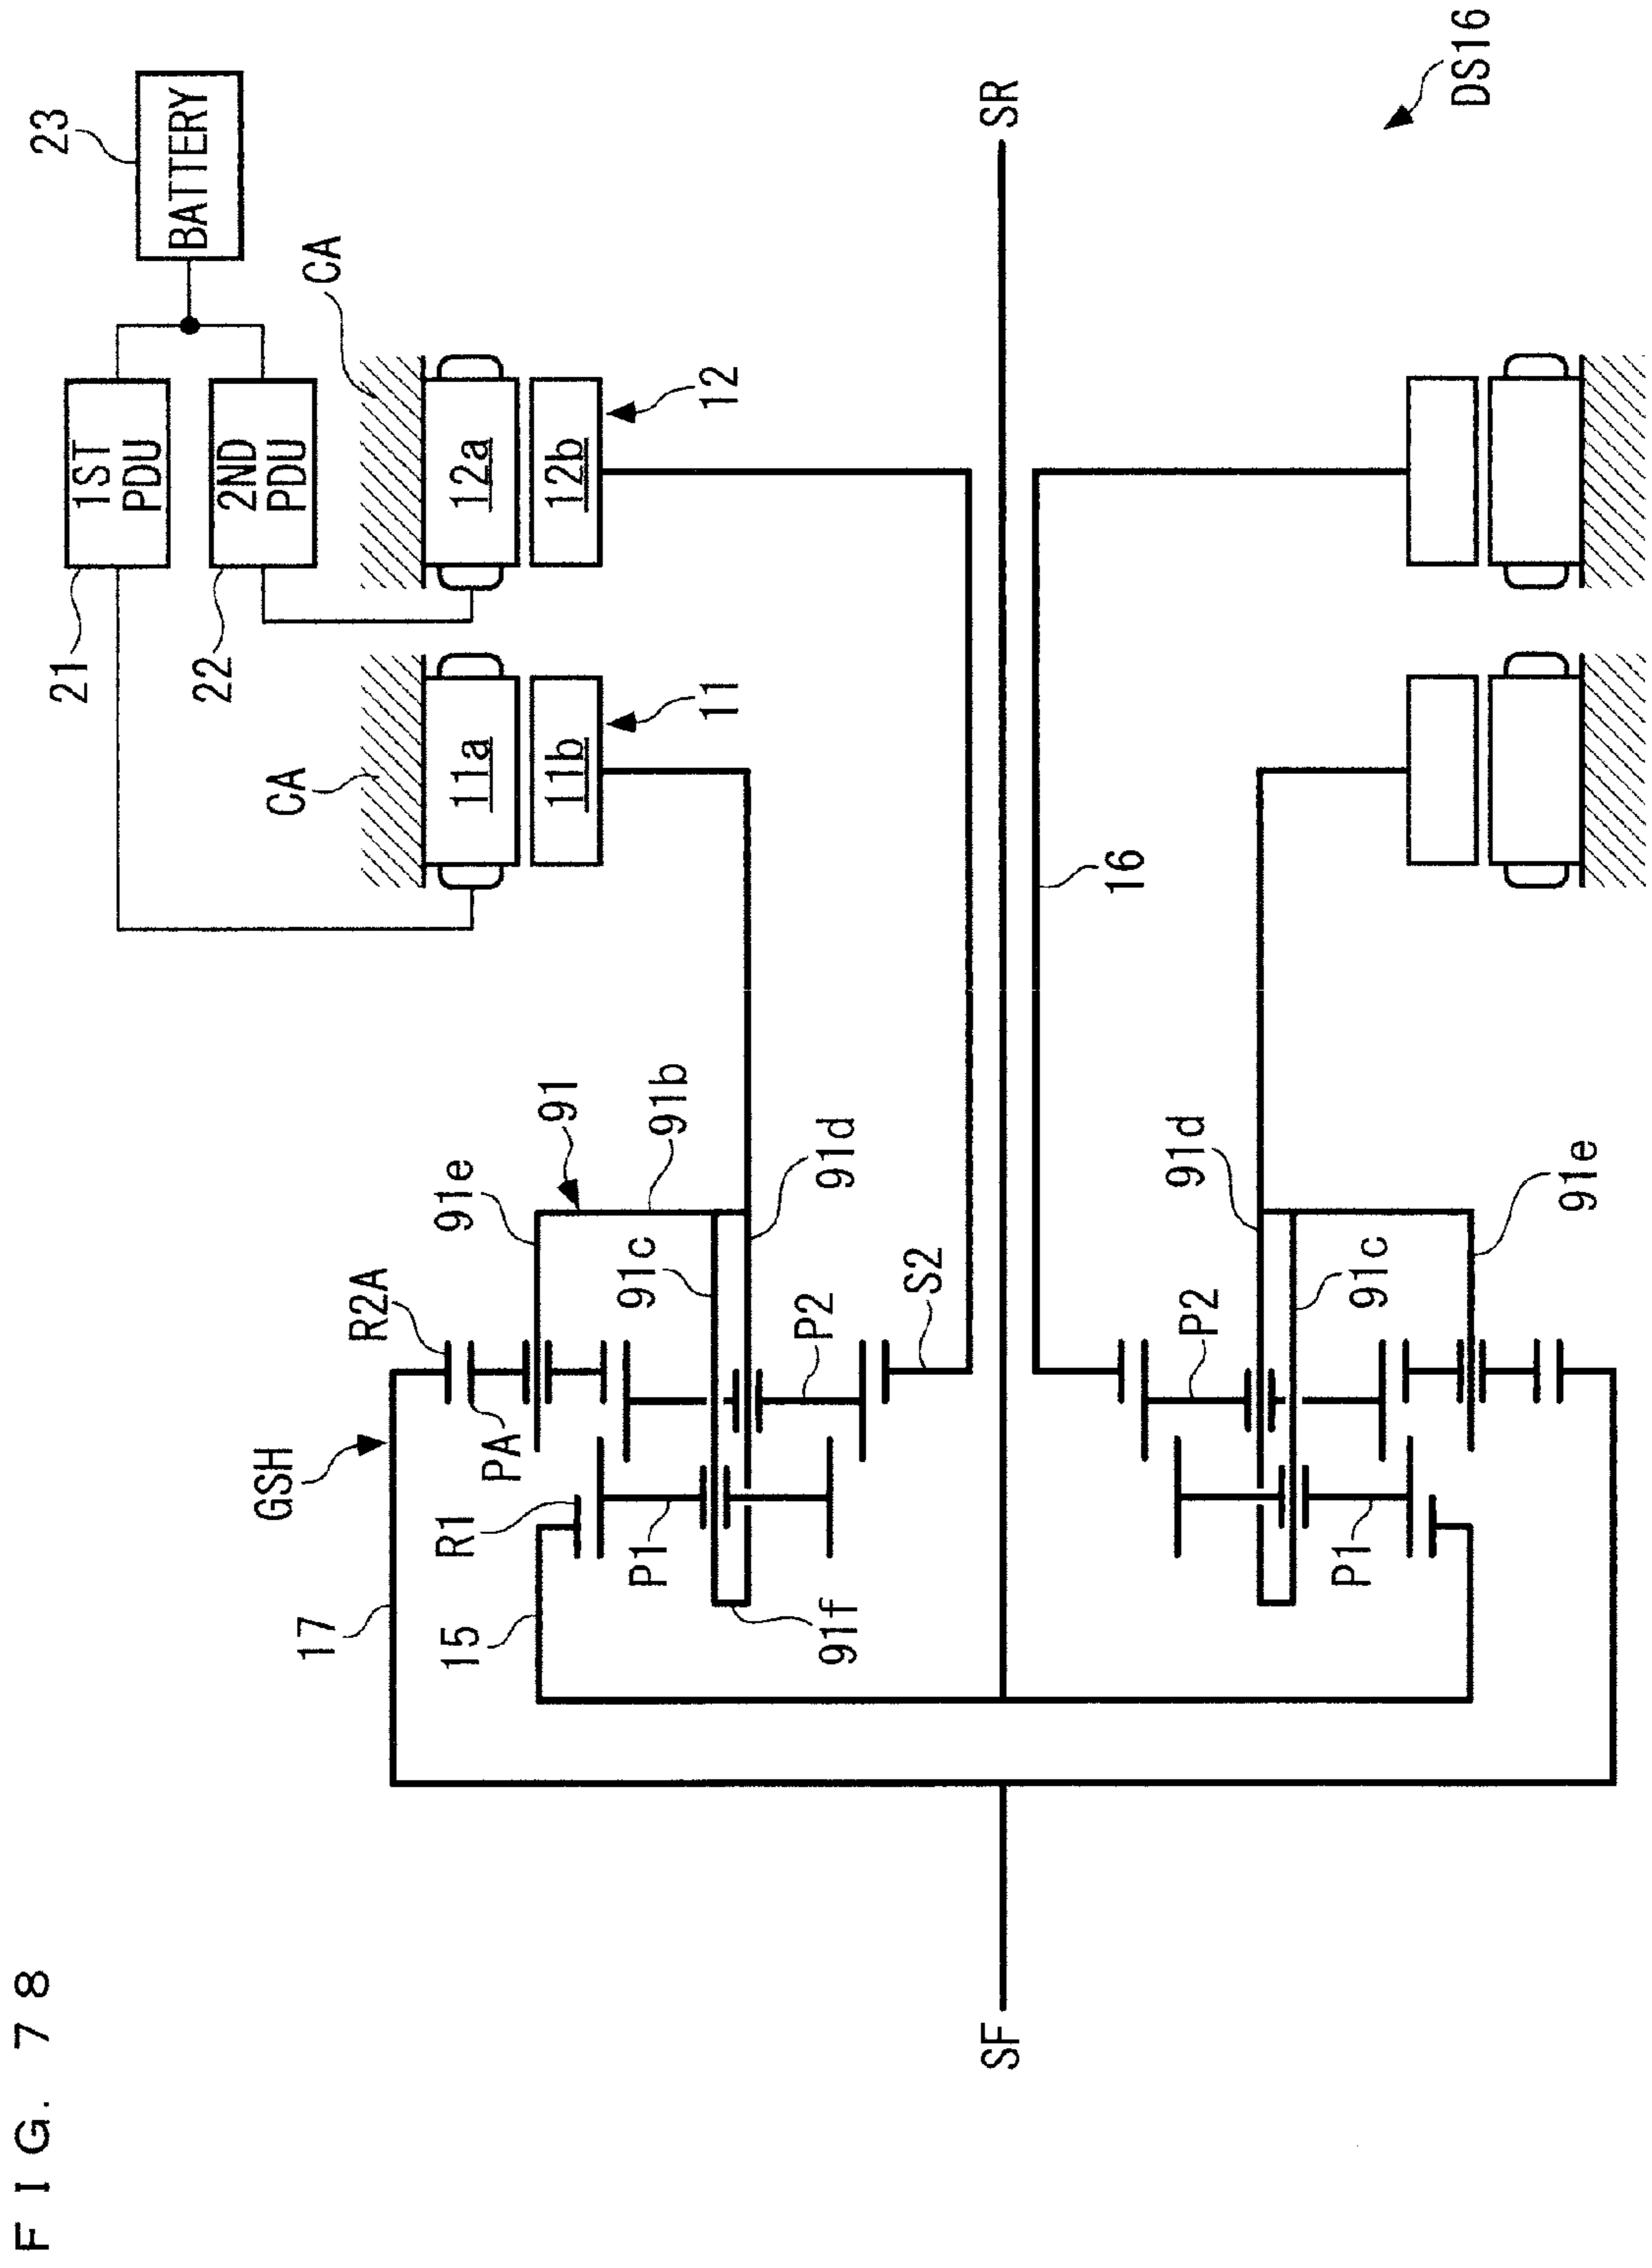 FIG. 78
23
BATTERY
21
1ST
PDU
22
2ND
PDU
CA
CA
11a
11b
11
12a
12b
12
SR
DS16
16
GSH
17
R2A
91e
91
91b
91c
91d
PA
R1
15
P1
P2
S2
91f
SF
91d
P2
91c
91e
P1